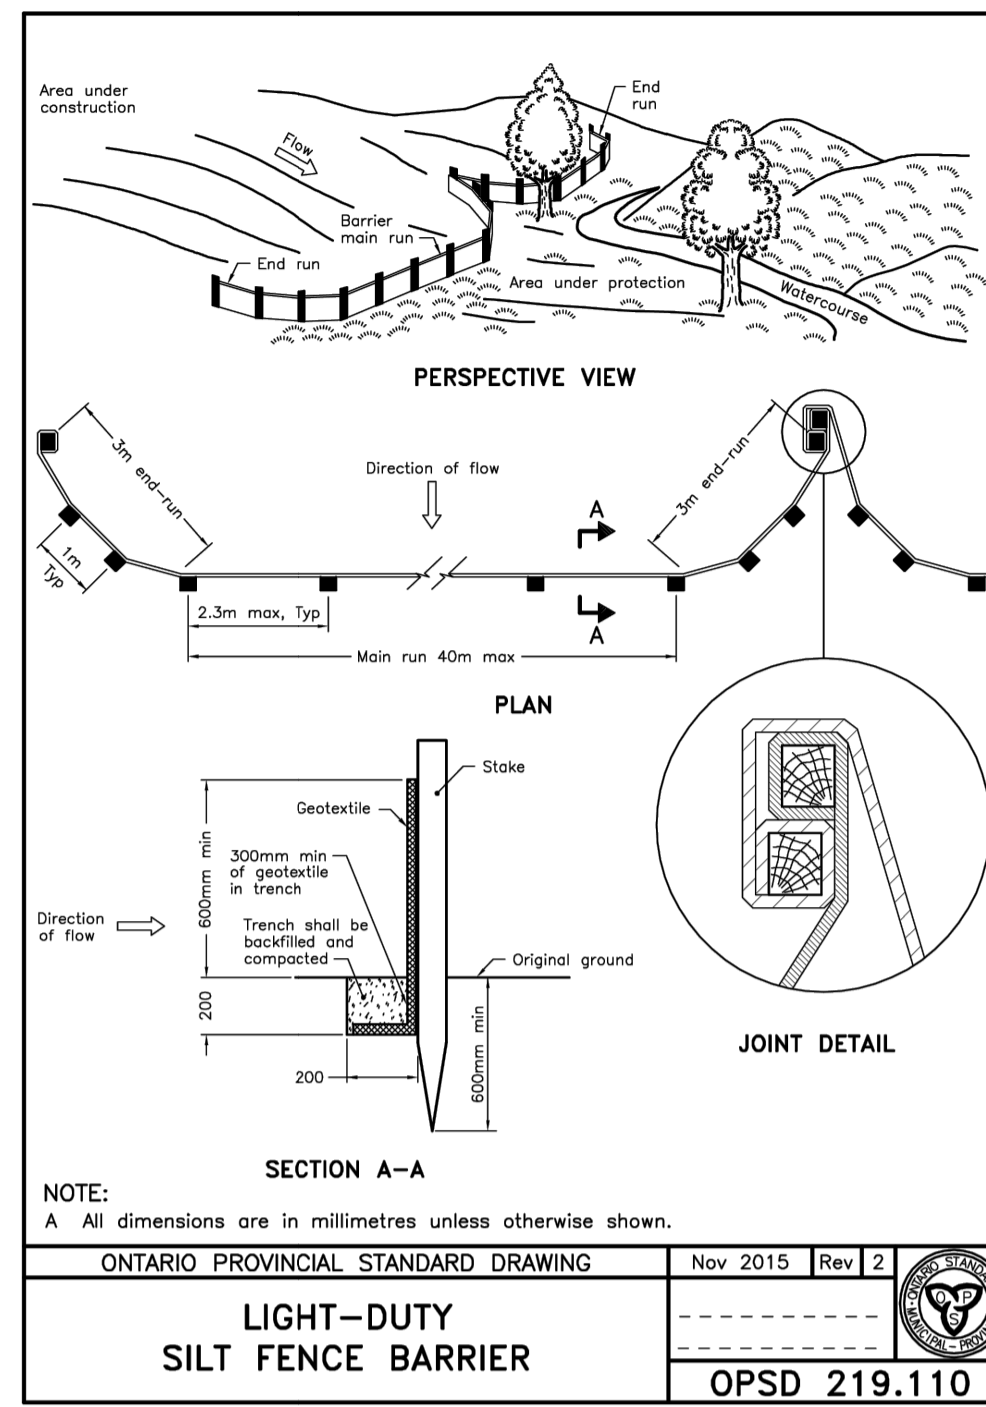 Area under
construction
Flow
End
run
Barrier
main run
End run
Area under protection
Watercourse
PERSPECTIVE VIEW
3m end-run
Direction of flow
3m end-run
1m
Typ
A
A
2.3m max, Typ
Main run 40m max
PLAN
Stake
Geotextile
600mm min
300mm min
of geotextile
in trench
Direction
of flow
Trench shall be
backfilled and
compacted
Original ground
200
200
600mm min
JOINT DETAIL
SECTION A-A
NOTE:
A All dimensions are in millimetres unless otherwise shown.
ONTARIO PROVINCIAL STANDARD DRAWING
Nov 2015
Rev
2
LIGHT-DUTY
SILT FENCE BARRIER
ONTARIO
MUNICIPAL-
OPS
OPSD 219.110